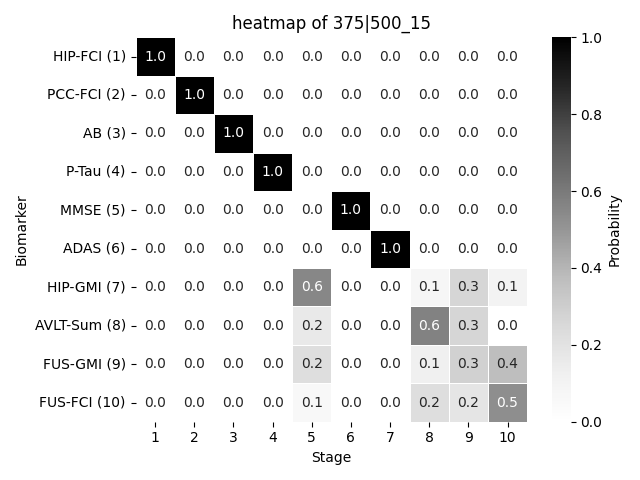 heatmap of 375|500_15
HIP-FCI (1) 1.0 0.0 0.0 0.0 0.0 0.0 0.0 0.0 0.0 0.0
PCC-FCI (2) 0.0 1.0 0.0 0.0 0.0 0.0 0.0 0.0 0.0 0.0
AB (3) 0.0 0.0 1.0 0.0 0.0 0.0 0.0 0.0 0.0 0.0
P-Tau (4) 0.0 0.0 0.0 1.0 0.0 0.0 0.0 0.0 0.0 0.0
MMSE (5) 0.0 0.0 0.0 0.0 0.0 1.0 0.0 0.0 0.0 0.0
ADAS (6) 0.0 0.0 0.0 0.0 0.0 0.0 1.0 0.0 0.0 0.0
HIP-GMI (7) 0.0 0.0 0.0 0.0 0.6 0.0 0.0 0.1 0.3 0.1
AVLT-Sum (8) 0.0 0.0 0.0 0.0 0.2 0.0 0.0 0.6 0.3 0.0
FUS-GMI (9) 0.0 0.0 0.0 0.0 0.2 0.0 0.0 0.1 0.3 0.4
FUS-FCI (10) 0.0 0.0 0.0 0.0 0.1 0.0 0.0 0.2 0.2 0.5
1 2 3 4 5 6 7 8 9 10
Stage
Biomarker
1.0
0.8
0.6
0.4
0.2
0.0
Probability